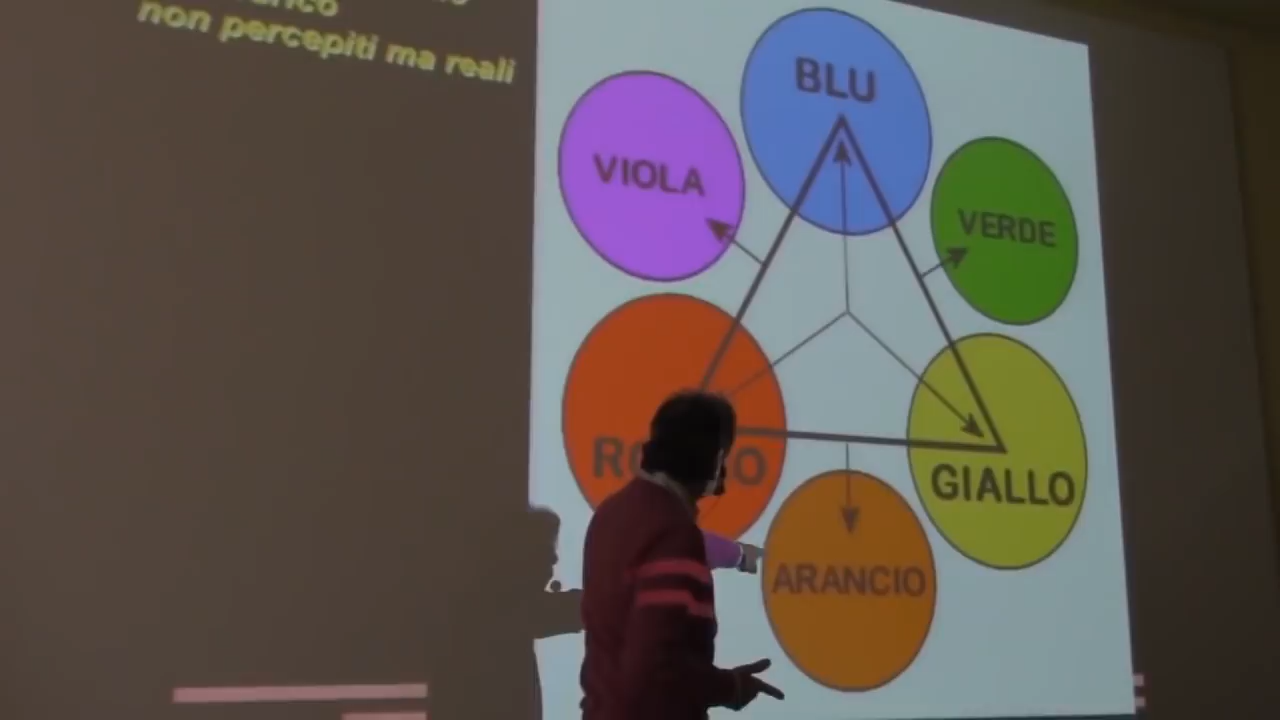 non percepiti ma reali
BLU
VIOLA
VERDE
GIALLO
ARANCIO